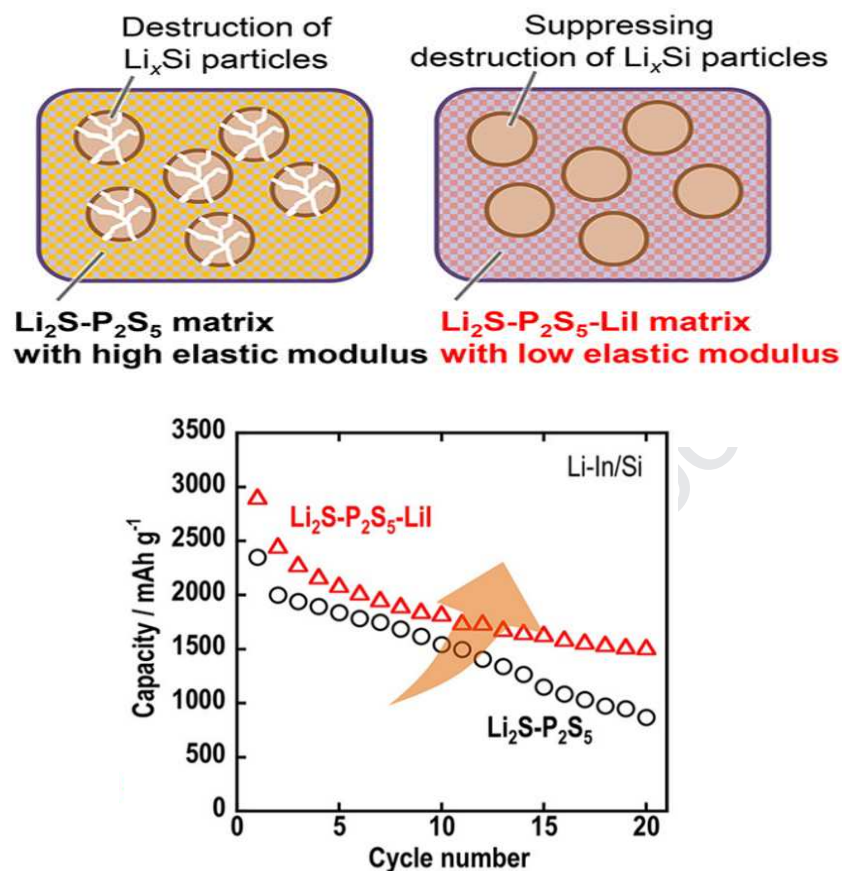 Destruction of
LiₓSi particles
Suppressing
destruction of LiₓSi particles
Li₂S-P₂S₅ matrix
with high elastic modulus
Li₂S-P₂S₅-LiI matrix
with low elastic modulus
3500
3000
2500
2000
1500
1000
500
0
Capacity / mAh g⁻¹
Li-In/Si
Li₂S-P₂S₅-LiI
Li₂S-P₂S₅
0
5
10
15
20
Cycle number